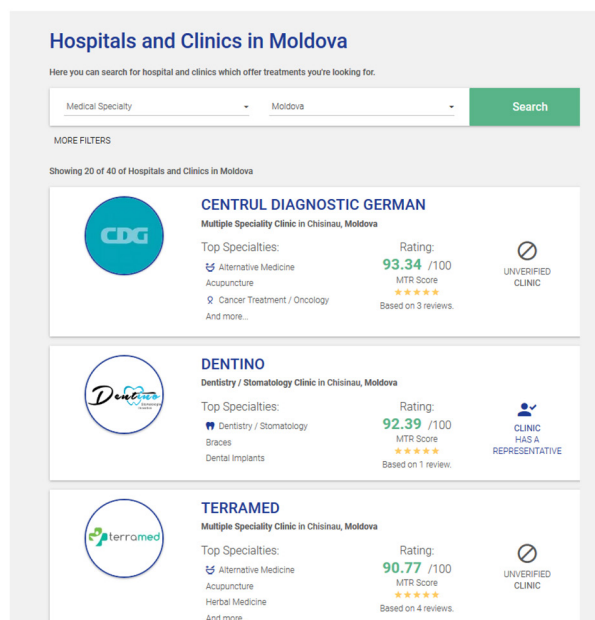 Hospitals and Clinics in Moldova
Here you can search for hospital and clinics which offer treatments you're looking for.
Medical Specialty
Moldova
Search
MORE FILTERS
Showing 20 of 40 of Hospitals and Clinics in Moldova
CDG
CENTRUL DIAGNOSTIC GERMAN
Multiple Speciality Clinic in Chisinau, Moldova
Top Specialties:
Alternative Medicine
Acupuncture
Cancer Treatment / Oncology
And more...
Rating:
93.34 /100
MTR Score
Based on 3 reviews.
UNVERIFIED
CLINIC
Dentino
DENTINO
Dentistry / Stomatology Clinic in Chisinau, Moldova
Top Specialties:
Dentistry / Stomatology
Braces
Dental Implants
Rating:
92.39 /100
MTR Score
Based on 1 review.
CLINIC
HAS A
REPRESENTATIVE
terramed
TERRAMED
Multiple Speciality Clinic in Chisinau, Moldova
Top Specialties:
Alternative Medicine
Acupuncture
Herbal Medicine
And more
Rating:
90.77 /100
MTR Score
Based on 4 reviews.
UNVERIFIED
CLINIC